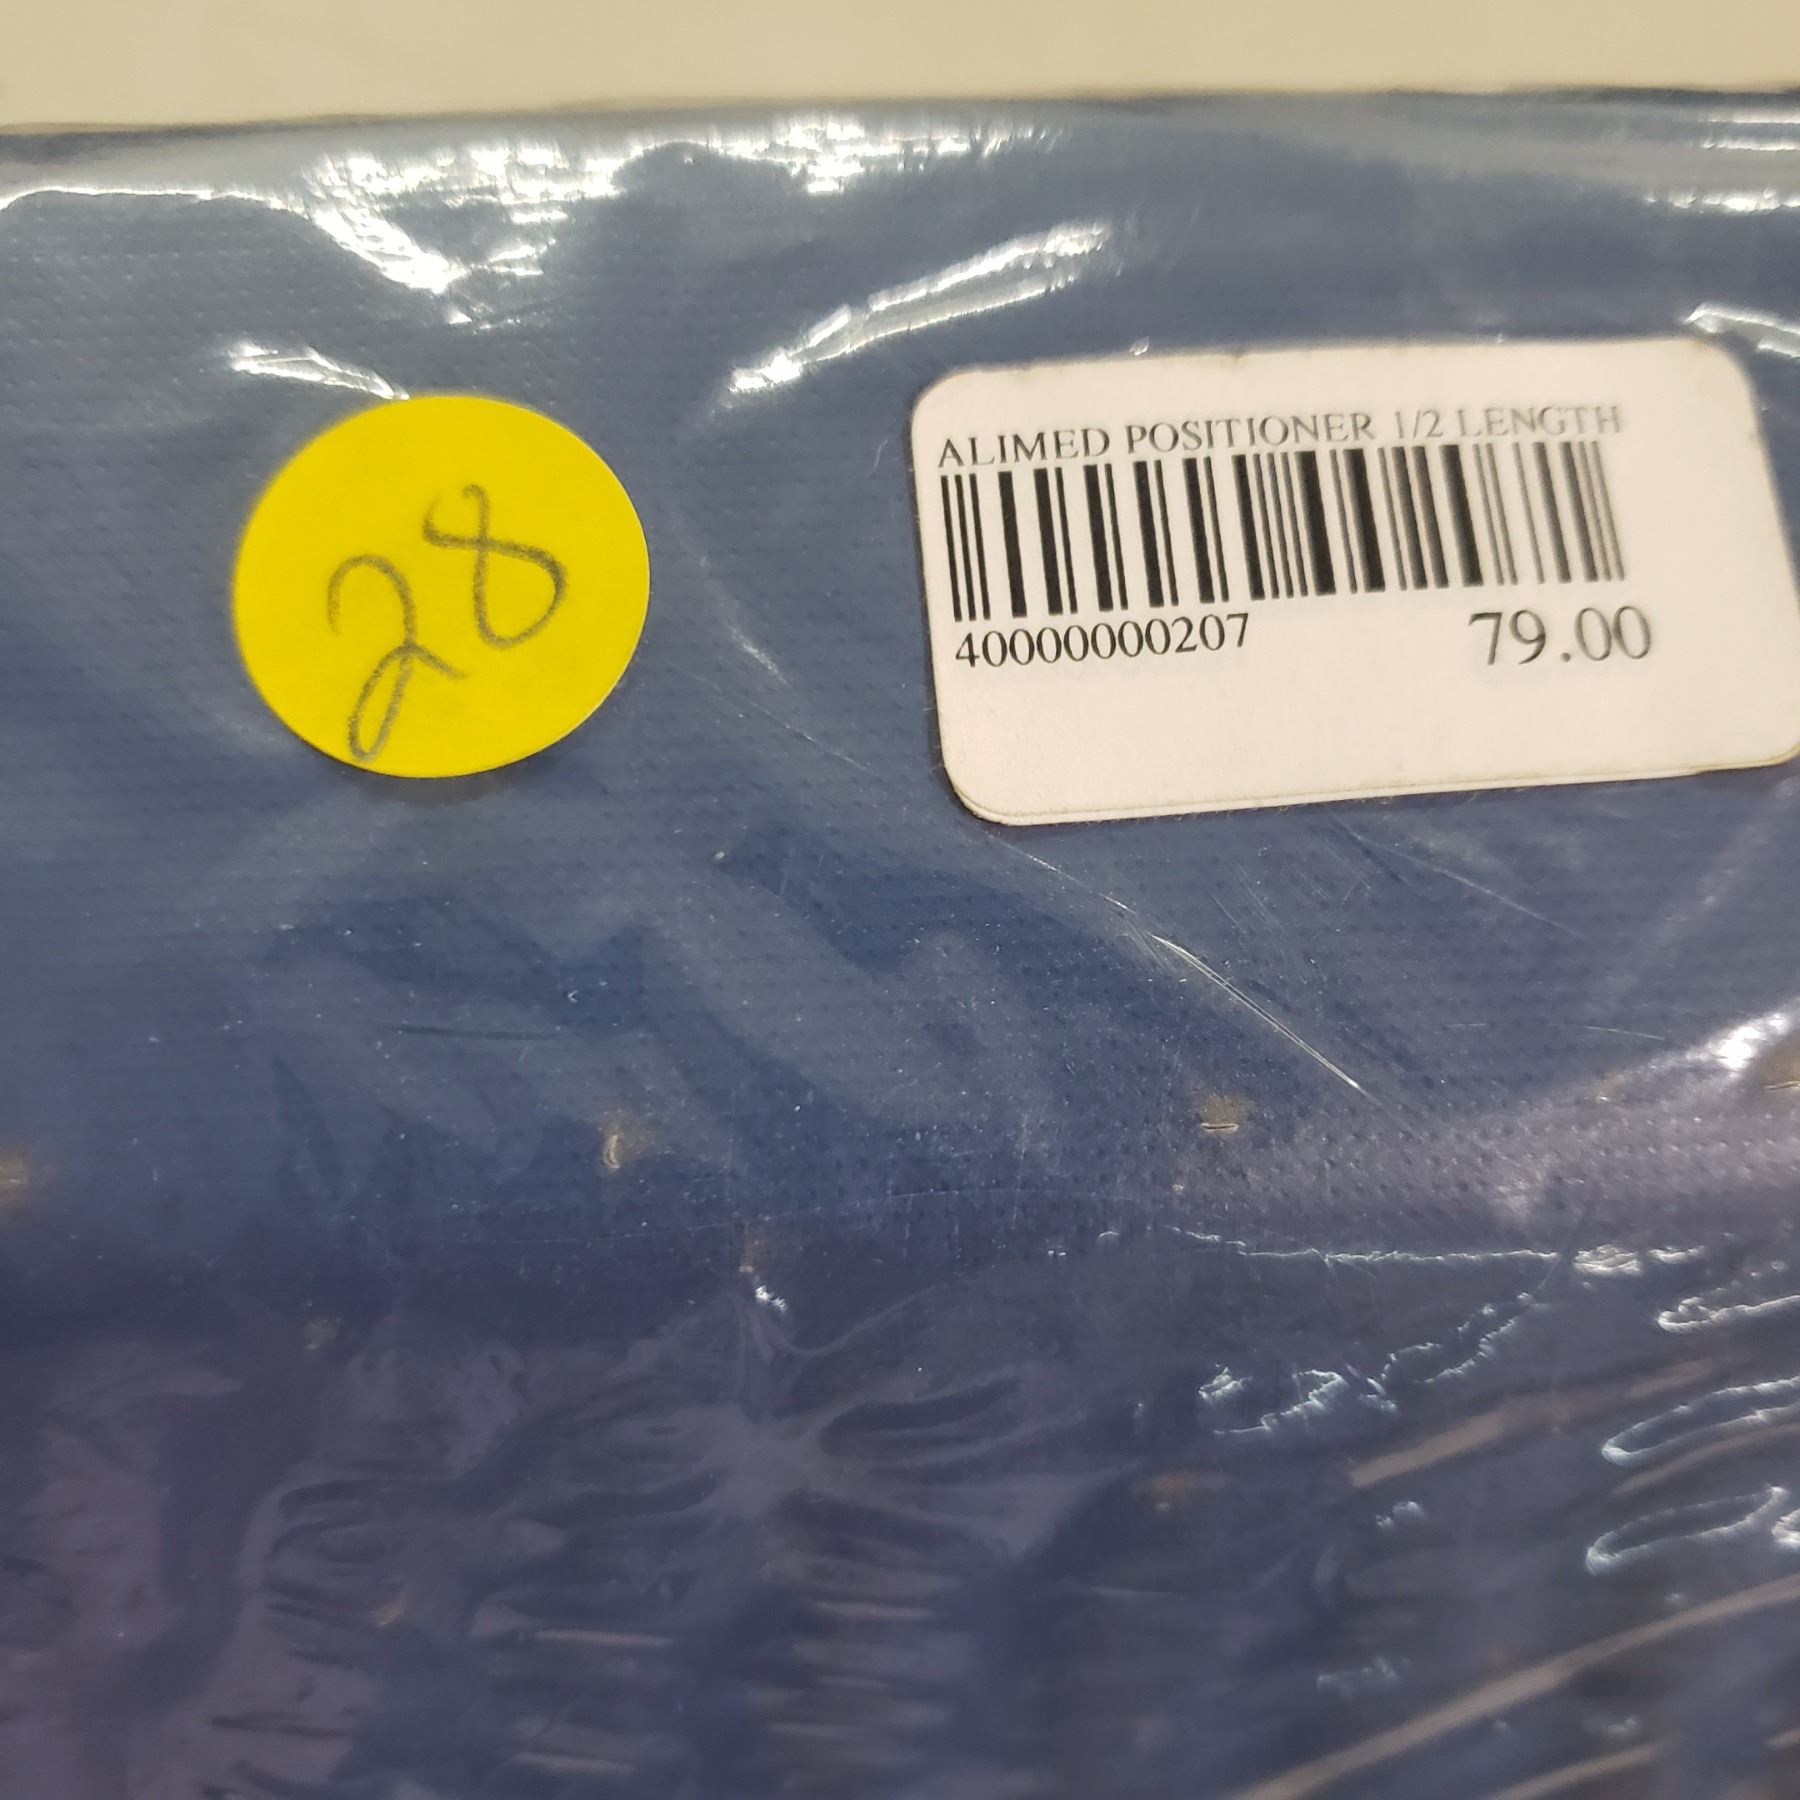 28
ALIMED POSITIONER 1/2 LENGTH
40000000207 79.00